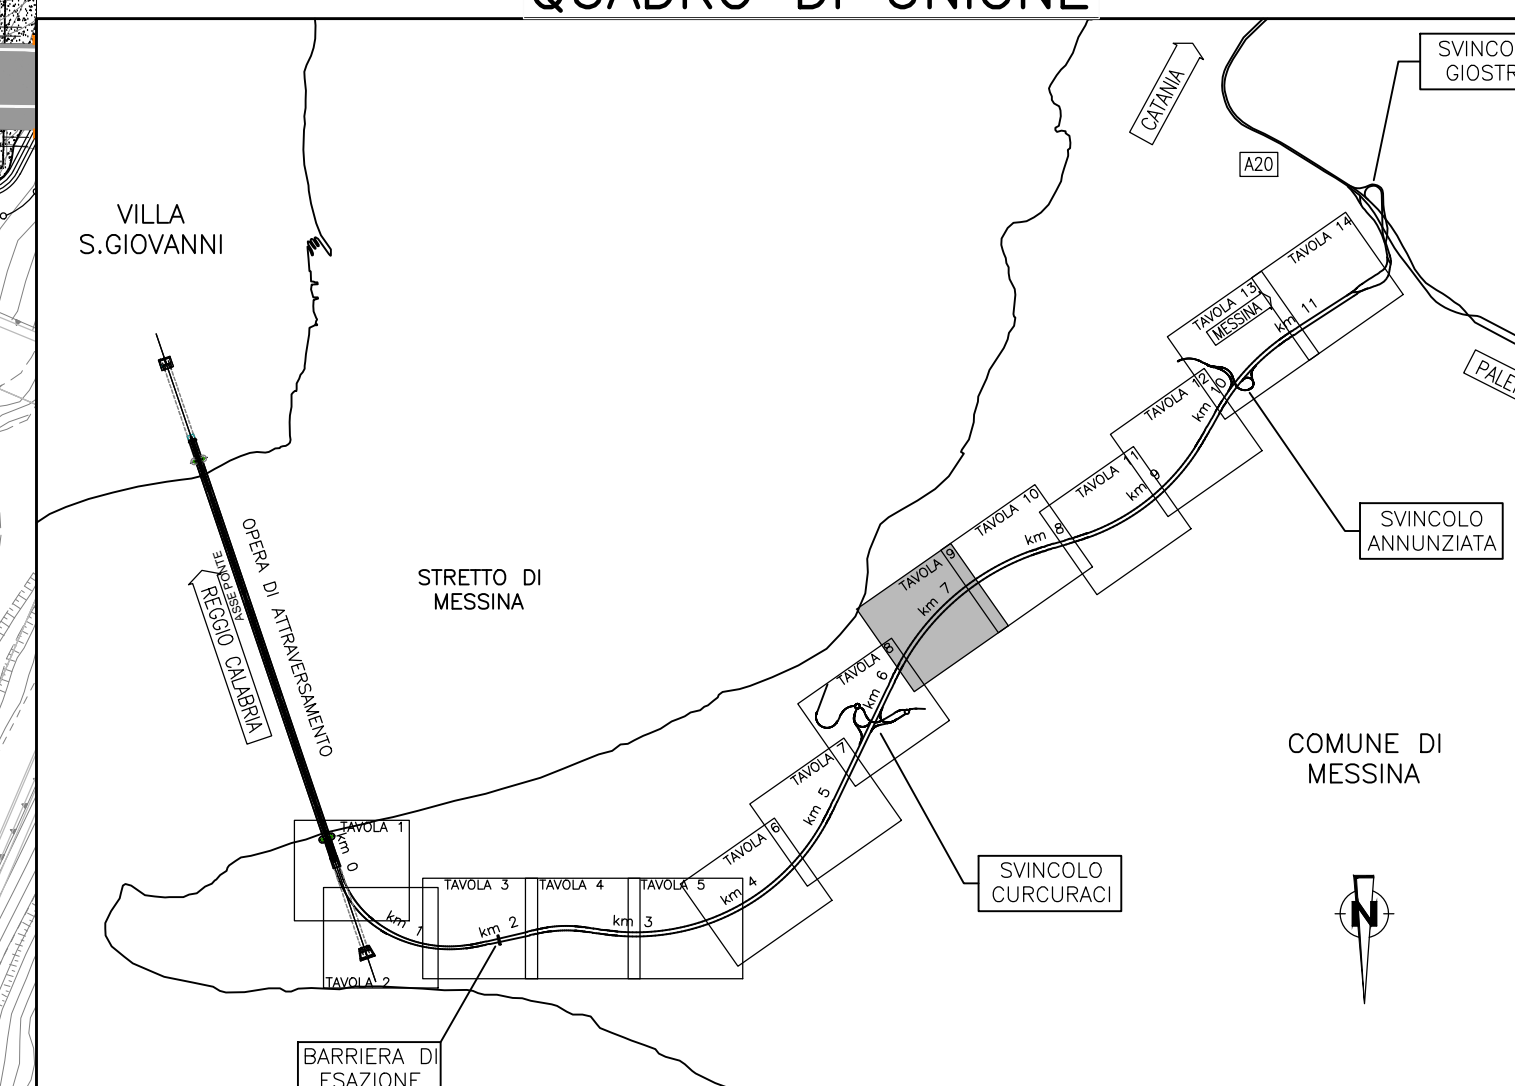 QUADRO DI UNIONE
CATANIA
A20
VILLA
S.GIOVANNI
TAVOLA 14
TAVOLA 13
MESSINA
km 11
TAVOLA 12
km 10
TAVOLA 11
km 9
SVINCOLO
ANNUNZIATA
TAVOLA 10
km 8
TAVOLA 9
km 7
OPERA DI ATTRAVERSAMENTO
ASSE PONTE
REGGIO CALABRIA
STRETTO DI
MESSINA
TAVOLA 8
km 6
COMUNE DI
MESSINA
TAVOLA 7
km 5
TAVOLA 6
km 4
SVINCOLO
CURCURACI
TAVOLA 1
km 0
TAVOLA 3
TAVOLA 4
TAVOLA 5
km 1
km 2
km 3
TAVOLA 2
N
BARRIERA DI
ESAZIONE